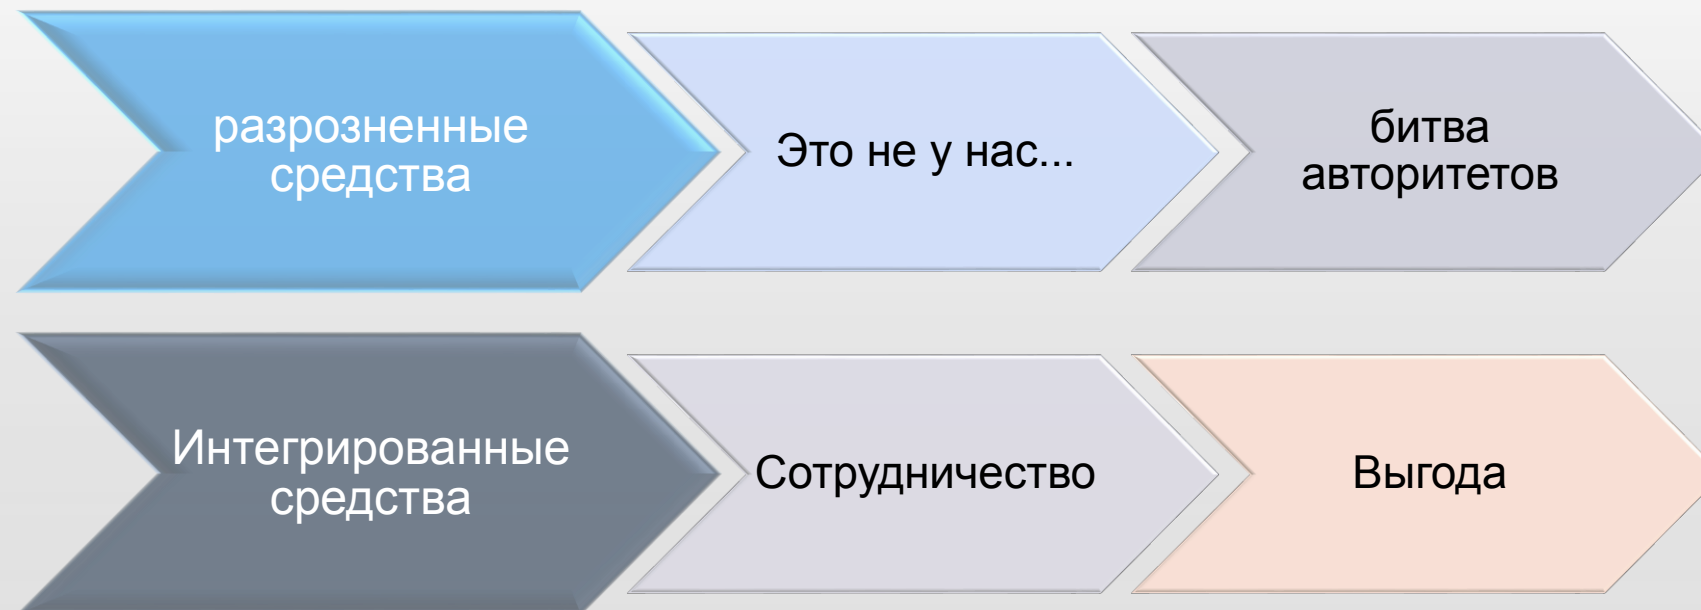 разрозненные
средства
Это не у нас...
битва
авторитетов
Интегрированные
средства
Сотрудничество
Выгода